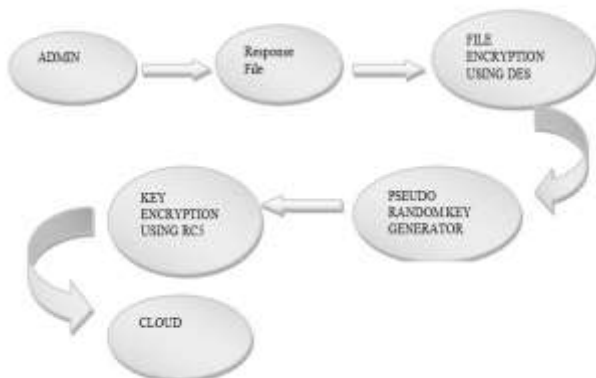 ADMIN
Response
File
FILE
ENCRYPTION
USING DES
KEY
ENCRYPTION
USING RC5
PSEUDO
RANDOM KEY
GENERATOR
CLOUD